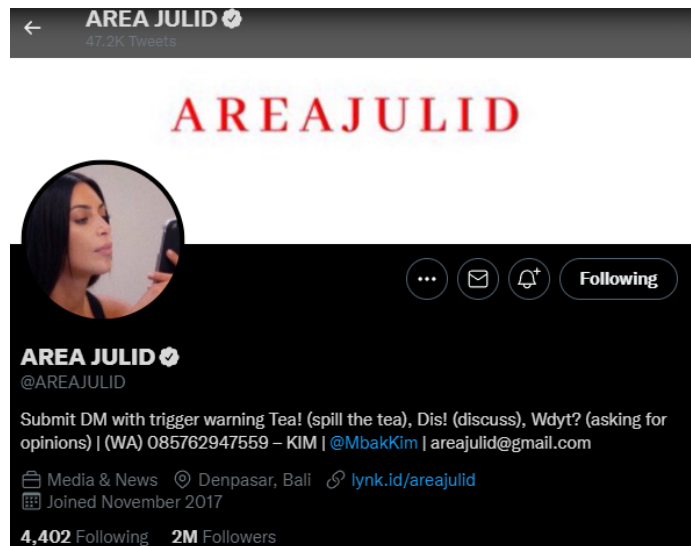 AREA JULID
47.2K Tweets
AREAJULID
Following
AREA JULID
@AREAJULID
Submit DM with trigger warning Tea! (spill the tea), Dis! (discuss), Wdyt? (asking for
opinions) | (WA) 085762947559 – KIM | @MbakKim | areajulid@gmail.com
Media & News Denpasar, Bali lynk.id/areajulid
Joined November 2017
4,402 Following 2M Followers